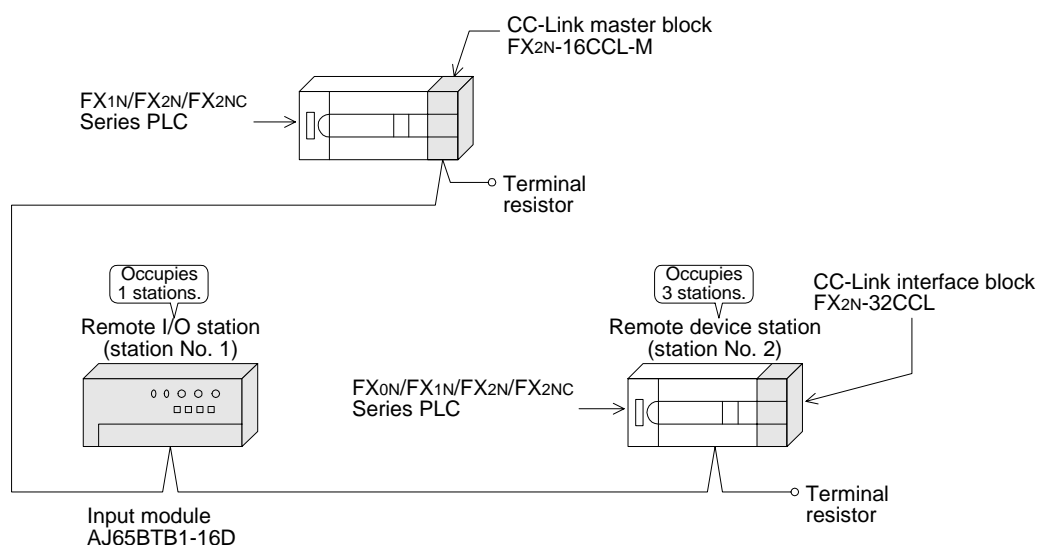 CC-Link master block
FX2N-16CCL-M
FX1N/FX2N/FX2NC
Series PLC
Terminal
resistor
Occupies
1 stations.
Remote I/O station
(station No. 1)
Occupies
3 stations.
Remote device station
(station No. 2)
CC-Link interface block
FX2N-32CCL
FX0N/FX1N/FX2N/FX2NC
Series PLC
Input module
AJ65BTB1-16D
Terminal
resistor